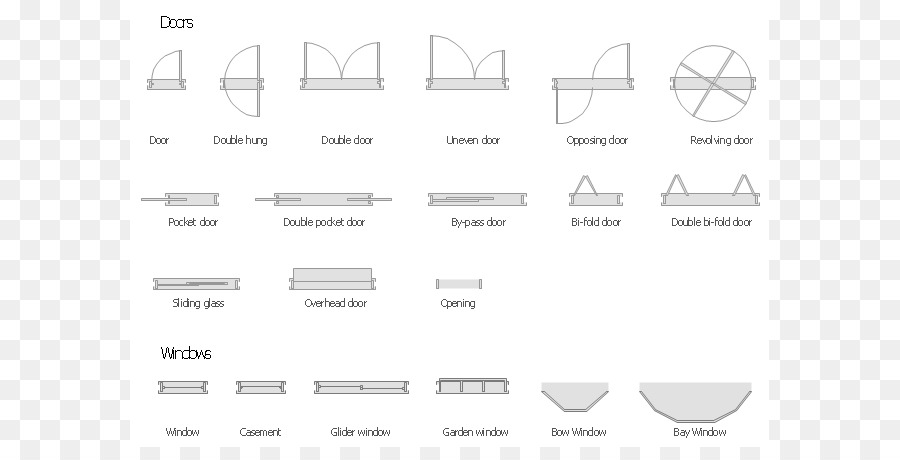 Doors
Door Double hung Double door Uneven door Opposing door Revolving door
Pocket door Double pocket door By-pass door Bi-fold door Double bi-fold door
Sliding glass Overhead door Opening
Windows
Window Casement Glider window Garden window Bow Window Bay Window